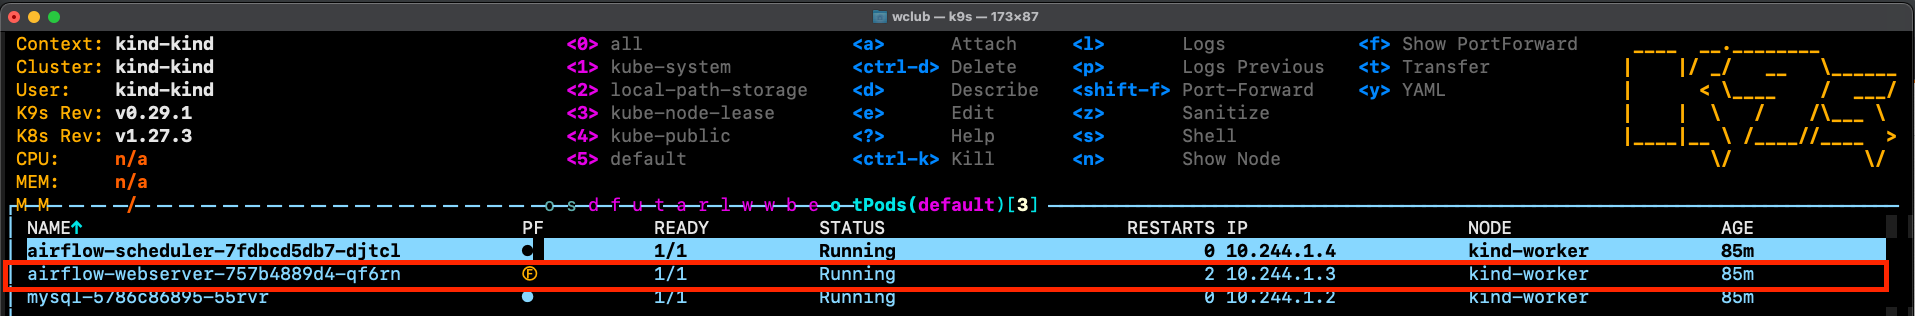 wclub — k9s — 173×87
Context: kind-kind <0> all <a> Attach <l> Logs <f> Show PortForward
Cluster: kind-kind <1> kube-system <ctrl-d> Delete <p> Logs Previous <t> Transfer
User: kind-kind <2> local-path-storage <d> Describe <shift-f> Port-Forward <y> YAML
K9s Rev: v0.29.1 <3> kube-node-lease <e> Edit <z> Sanitize
K8s Rev: v1.27.3 <4> kube-public <?> Help <s> Shell
CPU: n/a <5> default <ctrl-k> Kill <n> Show Node
MEM: n/a
M M / o s d f u t a r l w w b e o tPods(default)[3]
NAME↑ PF READY STATUS RESTARTS IP NODE AGE
airflow-scheduler-7fdbcd5db7-djtcl ● 1/1 Running 0 10.244.1.4 kind-worker 85m
airflow-webserver-757b4889d4-qf6rn Ⓕ 1/1 Running 2 10.244.1.3 kind-worker 85m
mysql-5786c86895-55rvr ● 1/1 Running 0 10.244.1.2 kind-worker 85m